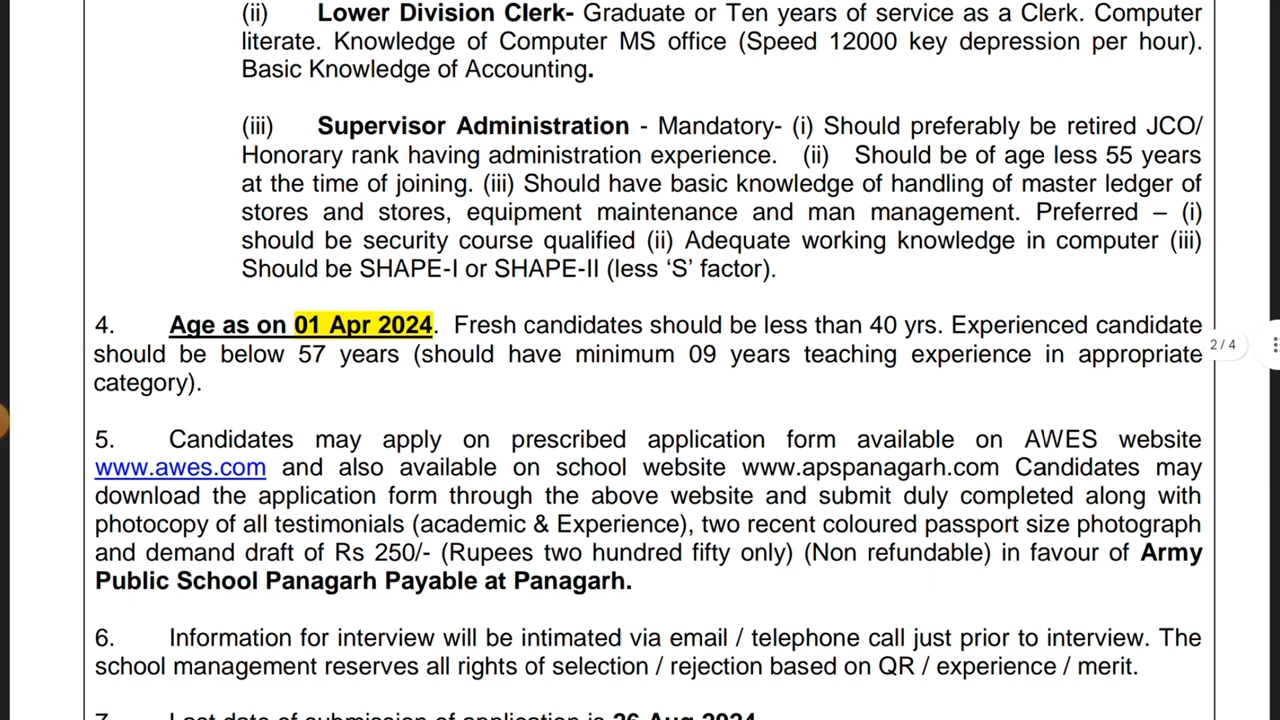 (ii) Lower Division Clerk- Graduate or Ten years of service as a Clerk. Computer
literate. Knowledge of Computer MS office (Speed 12000 key depression per hour).
Basic Knowledge of Accounting.
(iii) Supervisor Administration - Mandatory- (i) Should preferably be retired JCO/
Honorary rank having administration experience. (ii) Should be of age less 55 years
at the time of joining. (iii) Should have basic knowledge of handling of master ledger of
stores and stores, equipment maintenance and man management. Preferred – (i)
should be security course qualified (ii) Adequate working knowledge in computer (iii)
Should be SHAPE-I or SHAPE-II (less ‘S’ factor).
4. Age as on 01 Apr 2024. Fresh candidates should be less than 40 yrs. Experienced candidate
should be below 57 years (should have minimum 09 years teaching experience in appropriate
category).
2 / 4
5. Candidates may apply on prescribed application form available on AWES website
www.awes.com and also available on school website www.apspanagarh.com Candidates may
download the application form through the above website and submit duly completed along with
photocopy of all testimonials (academic & Experience), two recent coloured passport size photograph
and demand draft of Rs 250/- (Rupees two hundred fifty only) (Non refundable) in favour of Army
Public School Panagarh Payable at Panagarh.
6. Information for interview will be intimated via email / telephone call just prior to interview. The
school management reserves all rights of selection / rejection based on QR / experience / merit.
7. Last date of submission of application is 26 Aug 2024